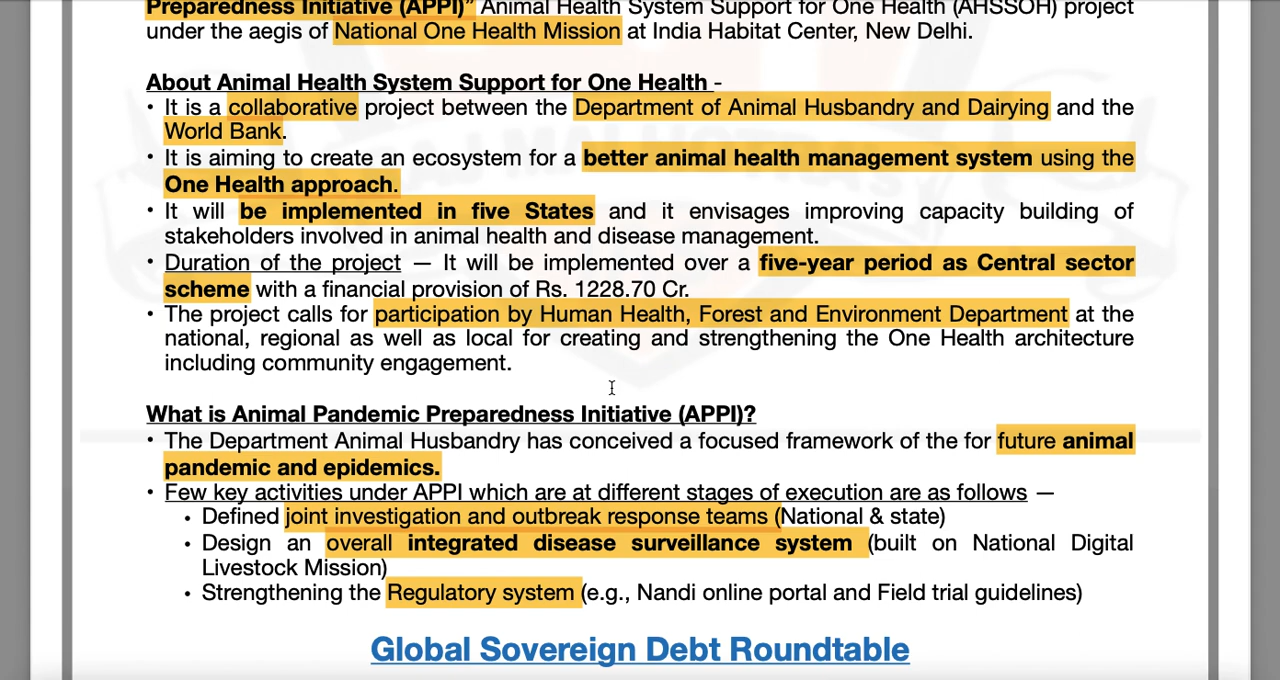 Preparedness Initiative (APPI)” Animal Health System Support for One Health (AHSSOH) project
under the aegis of National One Health Mission at India Habitat Center, New Delhi.
About Animal Health System Support for One Health -
• It is a collaborative project between the Department of Animal Husbandry and Dairying and the
World Bank.
• It is aiming to create an ecosystem for a better animal health management system using the
One Health approach.
• It will be implemented in five States and it envisages improving capacity building of
stakeholders involved in animal health and disease management.
• Duration of the project — It will be implemented over a five-year period as Central sector
scheme with a financial provision of Rs. 1228.70 Cr.
• The project calls for participation by Human Health, Forest and Environment Department at the
national, regional as well as local for creating and strengthening the One Health architecture
including community engagement.
What is Animal Pandemic Preparedness Initiative (APPI)?
• The Department Animal Husbandry has conceived a focused framework of the for future animal
pandemic and epidemics.
• Few key activities under APPI which are at different stages of execution are as follows —
• Defined joint investigation and outbreak response teams (National & state)
• Design an overall integrated disease surveillance system (built on National Digital
Livestock Mission)
• Strengthening the Regulatory system (e.g., Nandi online portal and Field trial guidelines)
Global Sovereign Debt Roundtable